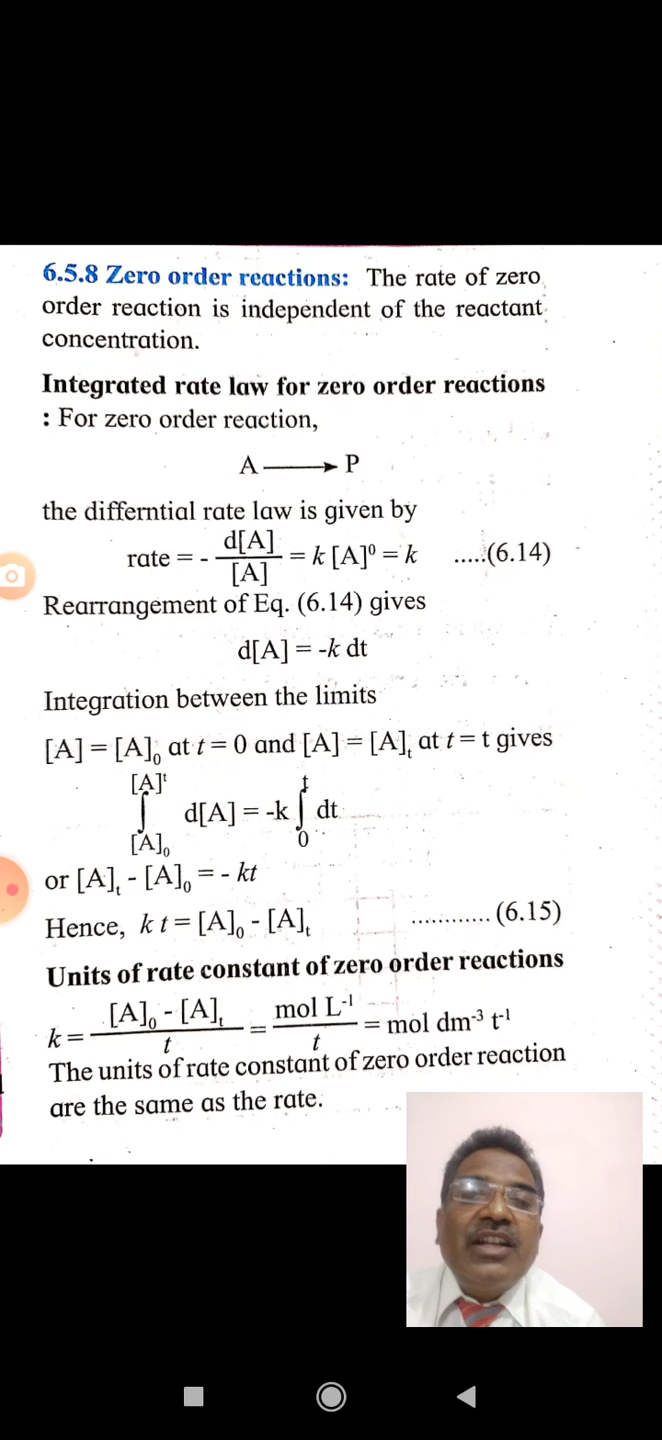 6.5.8 Zero order reactions: The rate of zero
order reaction is independent of the reactant
concentration.
Integrated rate law for zero order reactions
: For zero order reaction,
A ⟶ P
the differntial rate law is given by
rate = - d[A]/[A] = k [A]⁰ = k .....(6.14)
Rearrangement of Eq. (6.14) gives
d[A] = -k dt
Integration between the limits
[A] = [A]₀ at t = 0 and [A] = [A]ₜ at t = t gives
∫ [A]₀ [A]ᵗ d[A] = -k ∫ 0 t dt
or [A]ₜ - [A]₀ = - kt
Hence, k t = [A]₀ - [A]ₜ ............ (6.15)
Units of rate constant of zero order reactions
k = [A]₀ - [A]ₜ / t = mol L⁻¹ / t = mol dm⁻³ t⁻¹
The units of rate constant of zero order reaction
are the same as the rate.